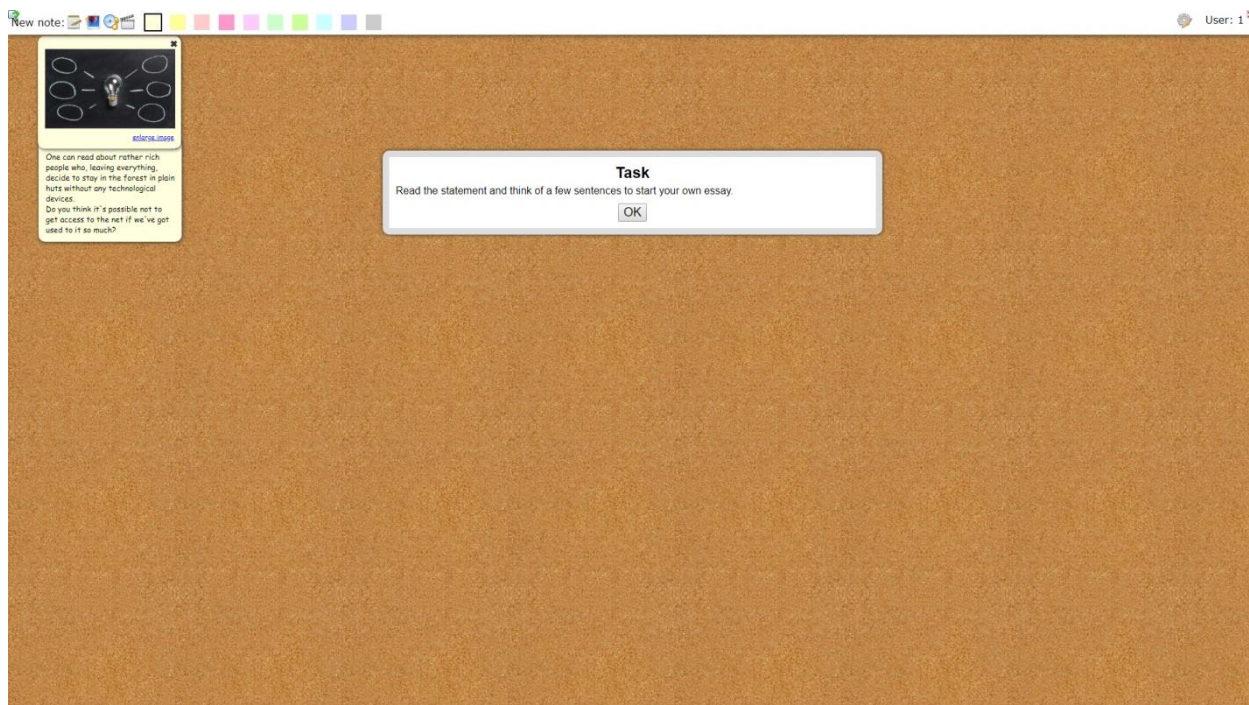 New note:
User: 1
enlarge image
One can read about rather rich
people who, leaving everything,
decide to stay in the forest in plain
huts without any technological
devices.
Do you think it's possible not to
get access to the net if we've got
used to it so much?
Task
Read the statement and think of a few sentences to start your own essay.
OK